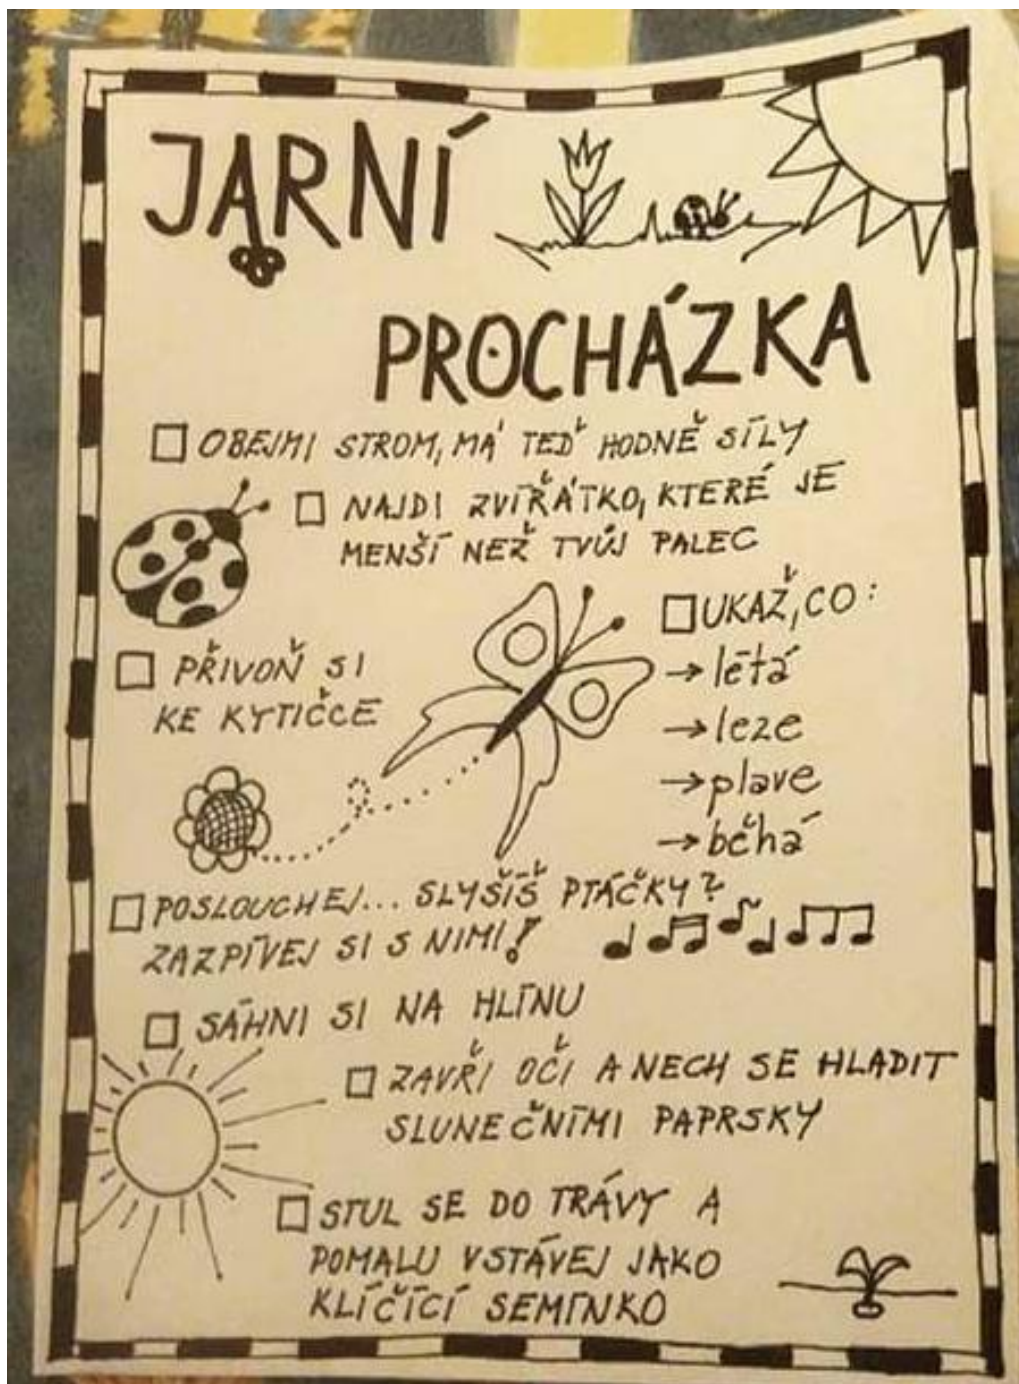 JARNÍ
PROCHÁZKA
OBEJMI STROM, MÁ TEĎ HODNĚ SÍLY
NAJDI ZVÍŘÁTKO, KTERÉ JE
MENŠÍ NEŽ TVŮJ PALEC
UKAŽ, CO:
→ létá
→ leze
→ plave
→ běhá
PŘIVOŇ SI
KE KYTIČCE
POSLOUCHEJ... SLYŠÍŠ PTÁČKY?
ZAZPÍVEJ SI S NIMI!
SÁHNI SI NA HLÍNU
ZAVŘI OČI A NECH SE HLADIT
SLUNEČNÍMI PAPRSKY
STUL SE DO TRÁVY A
POMALU VSTÁVEJ JAKO
KLÍČÍCÍ SEMÍNKO